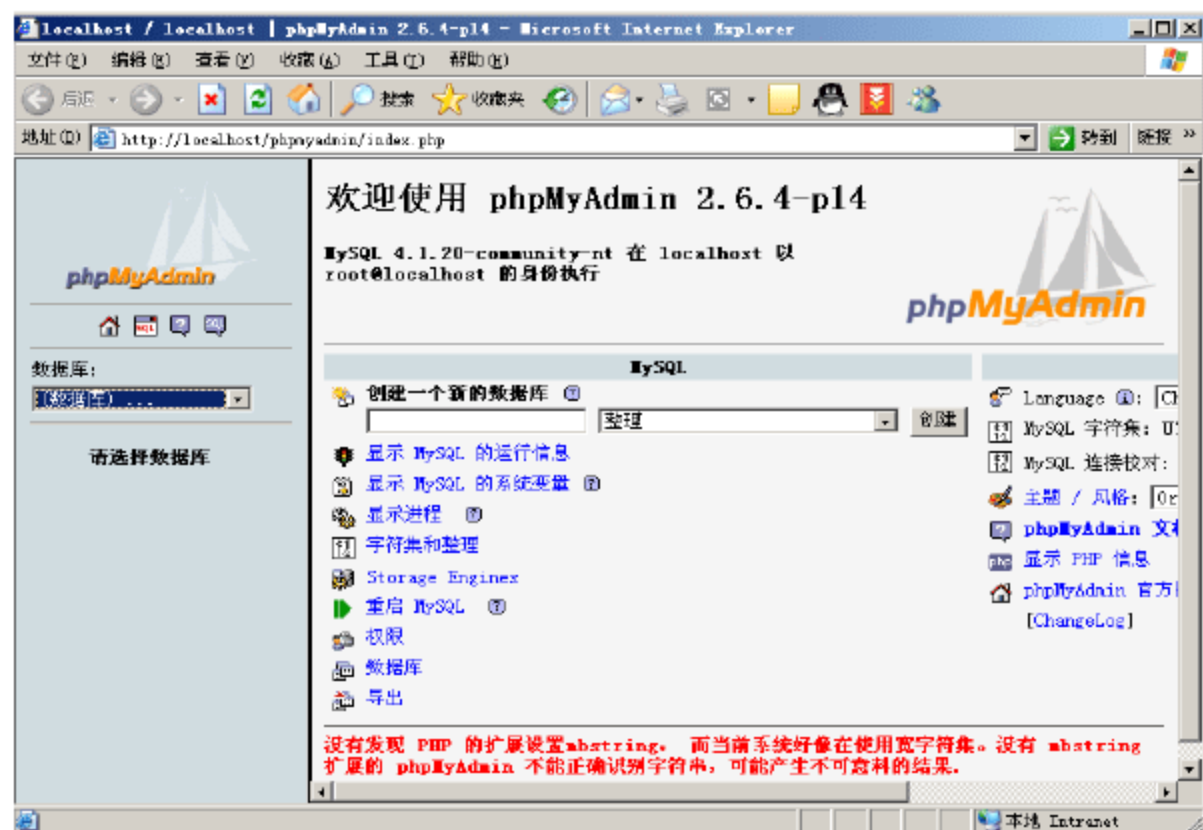 localhost / localhost | phpMyAdmin 2.6.4-pl4 - Microsoft Internet Explorer
文件(F) 编辑(E) 查看(V) 收藏(A) 工具(T) 帮助(H)
后退 搜索 收藏夹
地址(D) http://localhost/phpmyadmin/index.php 转到 链接 »
phpMyAdmin
数据库:
(数据库) ...
请选择数据库
欢迎使用 phpMyAdmin 2.6.4-pl4
MySQL 4.1.20-community-nt 在 localhost 以
root@localhost 的身份执行
phpMyAdmin
MySQL
创建一个新的数据库
整理 创建
显示 MySQL 的运行信息
显示 MySQL 的系统变量
显示进程
字符集和整理
Storage Engines
重启 MySQL
权限
数据库
导出
Language : Ch
MySQL 字符集: UT
MySQL 连接校对:
主题 / 风格: Or
phpMyAdmin 文
显示 PHP 信息
phpMyAdmin 官方
[ChangeLog]
没有发现 PHP 的扩展设置mbstring， 而当前系统好像在使用宽字符集。没有 mbstring
扩展的 phpMyAdmin 不能正确识别字符串，可能产生不可意料的结果.
本地 Intranet